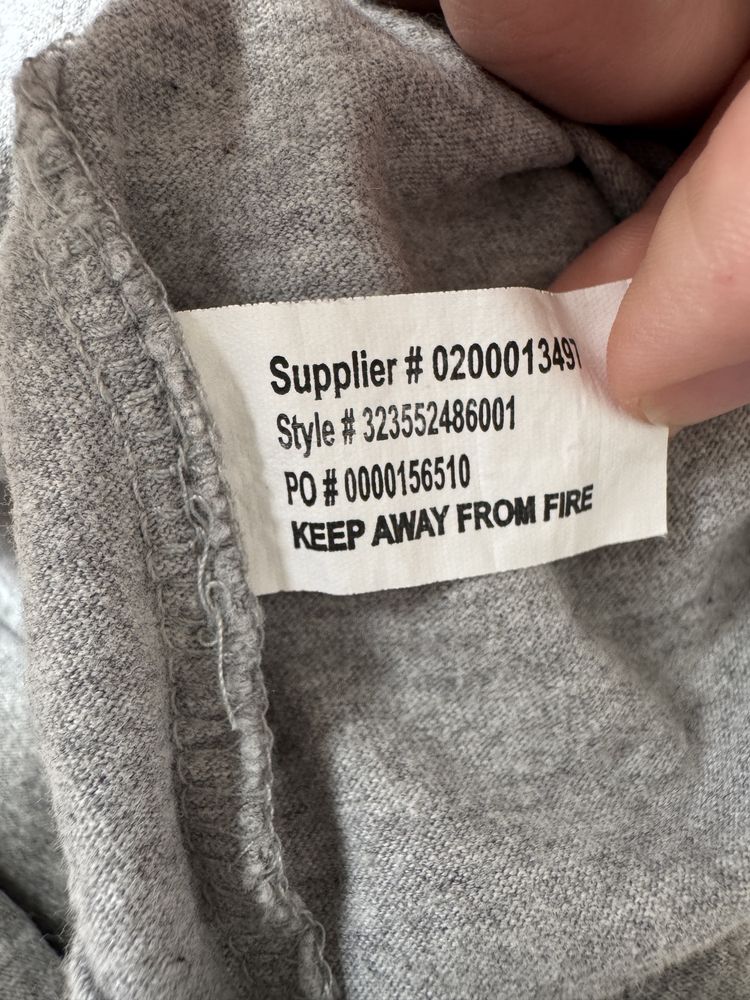 Supplier # 0200013497
Style # 323552486001
PO # 0000156510
KEEP AWAY FROM FIRE